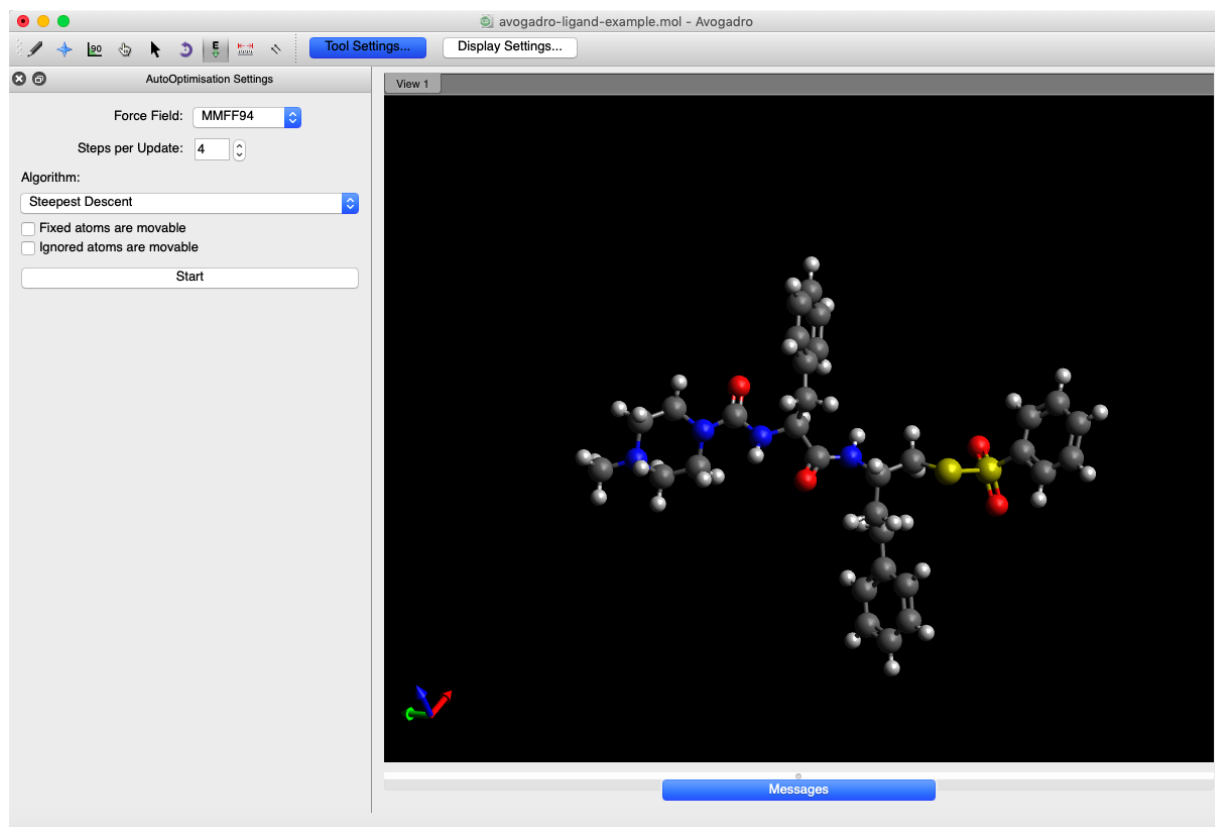 avogadro-ligand-example.mol - Avogadro
90
E
Tool Settings...
Display Settings...
AutoOptimisation Settings
View 1
Force Field: MMFF94
Steps per Update: 4
Algorithm:
Steepest Descent
Fixed atoms are movable
Ignored atoms are movable
Start
Messages